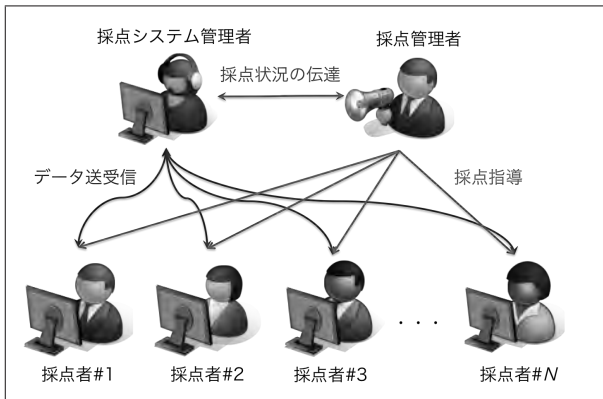 採点システム管理者
採点管理者
採点状況の伝達
データ送受信
採点指導
採点者#1
採点者#2
採点者#3
・・・
採点者#N